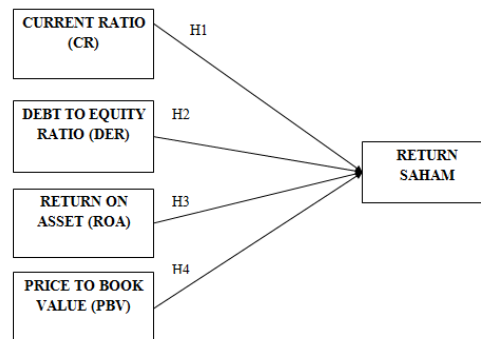 CURRENT RATIO
(CR)
H1
DEBT TO EQUITY
RATIO (DER)
H2
RETURN
SAHAM
RETURN ON
ASSET (ROA)
H3
PRICE TO BOOK
VALUE (PBV)
H4